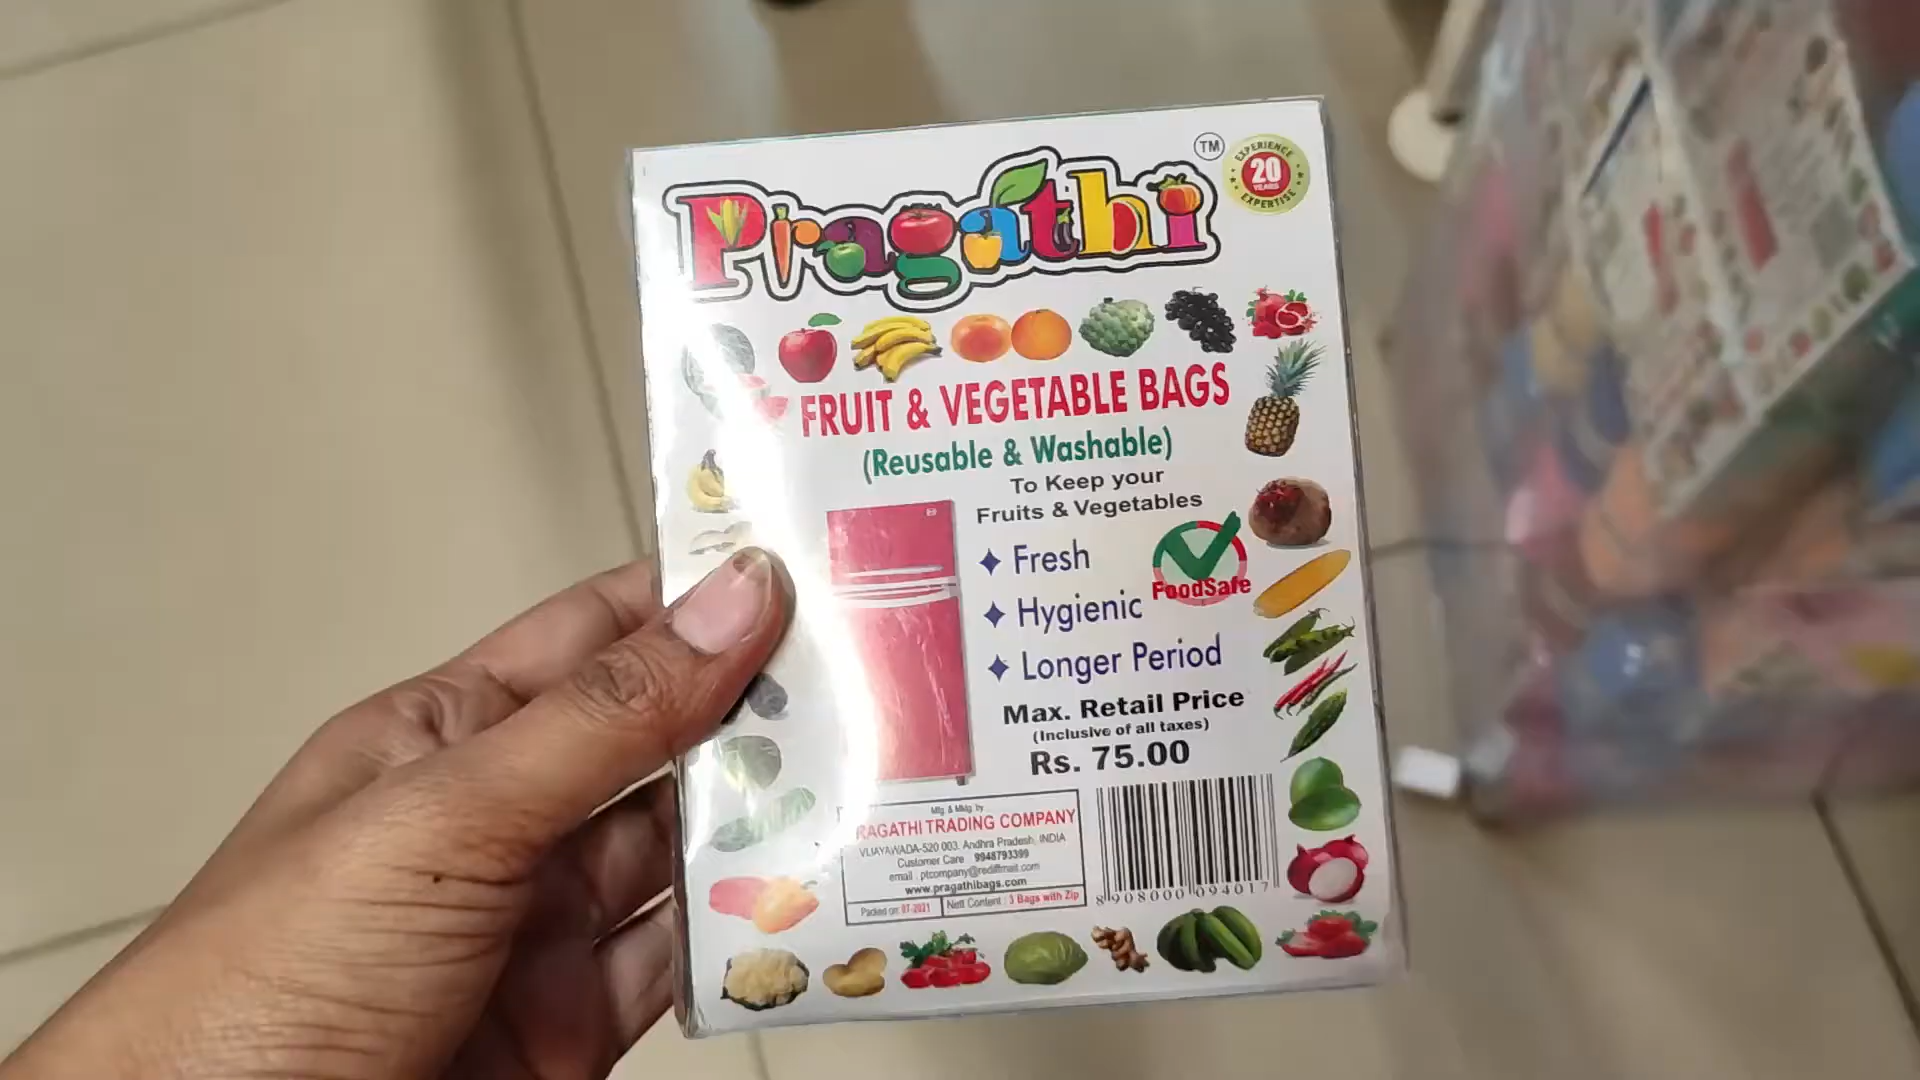 Pragathi
TM
EXPERIENCE
20
YEARS
EXPERTISE
FRUIT & VEGETABLE BAGS
(Reusable & Washable)
To Keep your
Fruits & Vegetables
✦ Fresh
✦ Hygienic
✦ Longer Period
FoodSafe
Max. Retail Price
(Inclusive of all taxes)
Rs. 75.00
Mfg. & Mktg. by
RAGATHI TRADING COMPANY
VIJAYAWADA-520 003. Andhra Pradesh, INDIA
Customer Care 9948793399
email : ptcompany@rediffmail.com
www.pragathibags.com
Packed on: 07-2021
Nett Content : 3 Bags with Zip
8 908000 094017